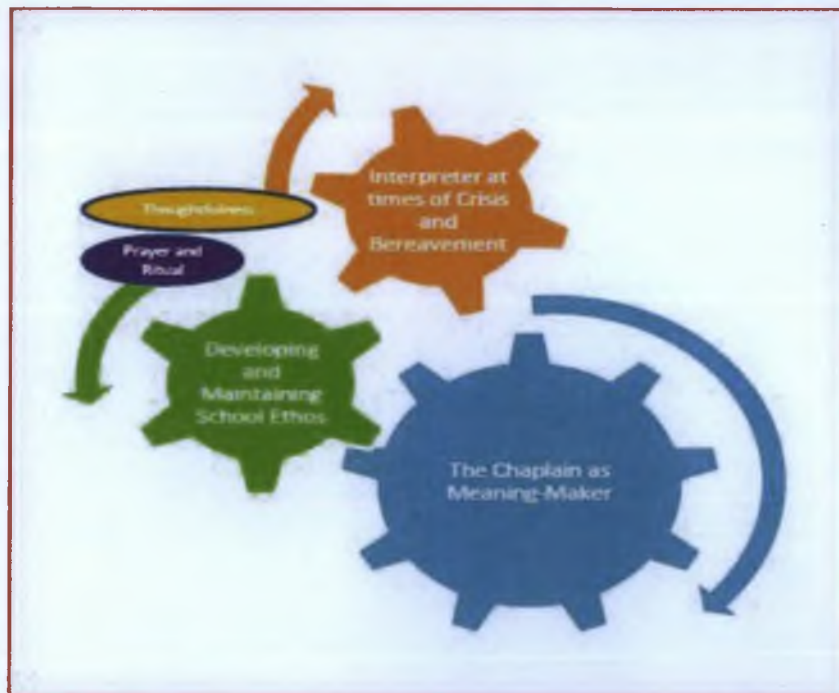 Interpreter at
times of Crisis
and
Bereavement
Thoughtfulness
Prayer and
Ritual
Developing
and
Maintaining
School Ethos
The Chaplain as
Meaning-Maker